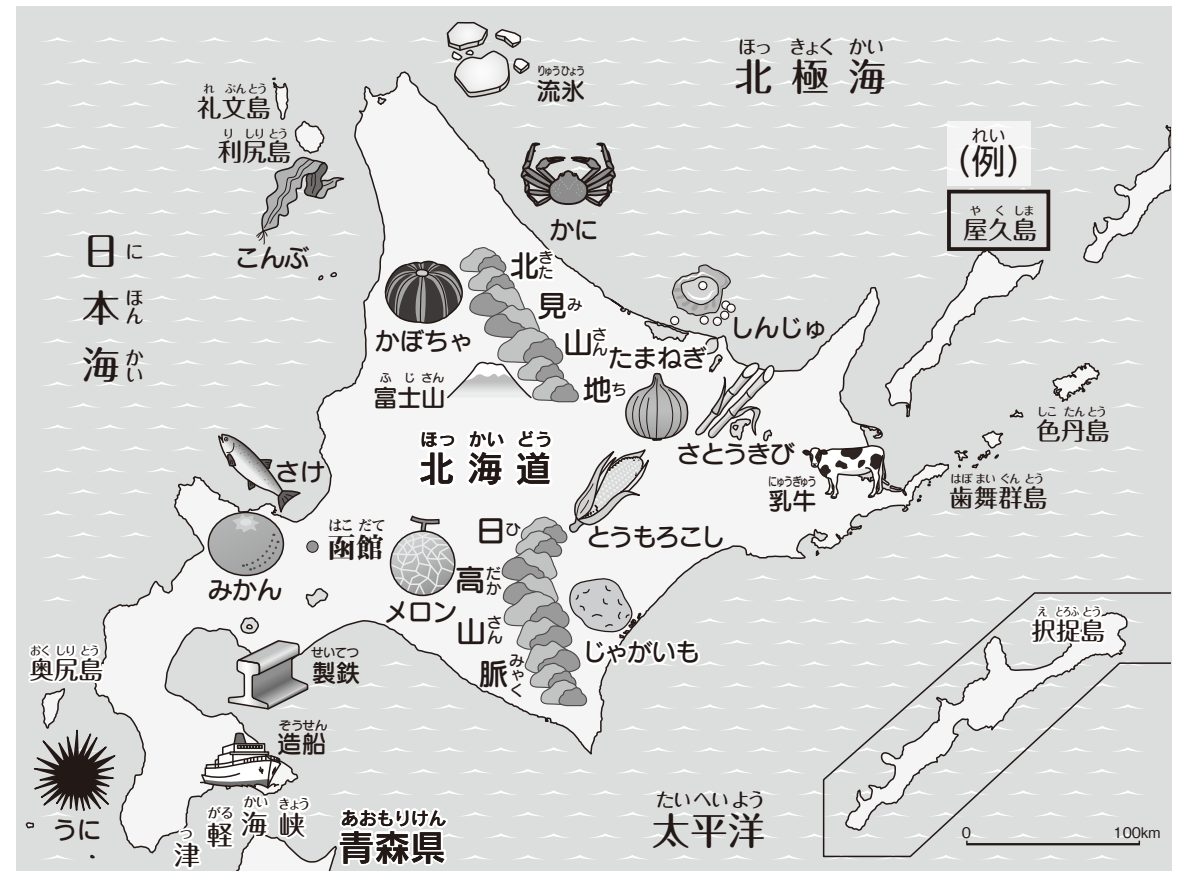 流氷
りゅうひょう
北極海
ほっきょくかい
礼文島
れぶんとう
利尻島
りしりとう
(例)
れい
屋久島
やくしま
こんぶ
かに
日本海
にほんかい
北見山地
きたみさんち
かぼちゃ
しんじゅ
たまねぎ
富士山
ふじさん
北海道
ほっかいどう
さとうきび
色丹島
しこたんとう
さけ
乳牛
にゅうぎゅう
歯舞群島
はぼまいぐんとう
函館
はこだて
とうもろこし
みかん
メロン
日高山脈
ひだかさんみゃく
じゃがいも
択捉島
えとろふとう
奥尻島
おくしりとう
製鉄
せいてつ
造船
ぞうせん
うに
津軽海峡
つがるかいきょう
青森県
あおもりけん
太平洋
たいへいよう
0
100km